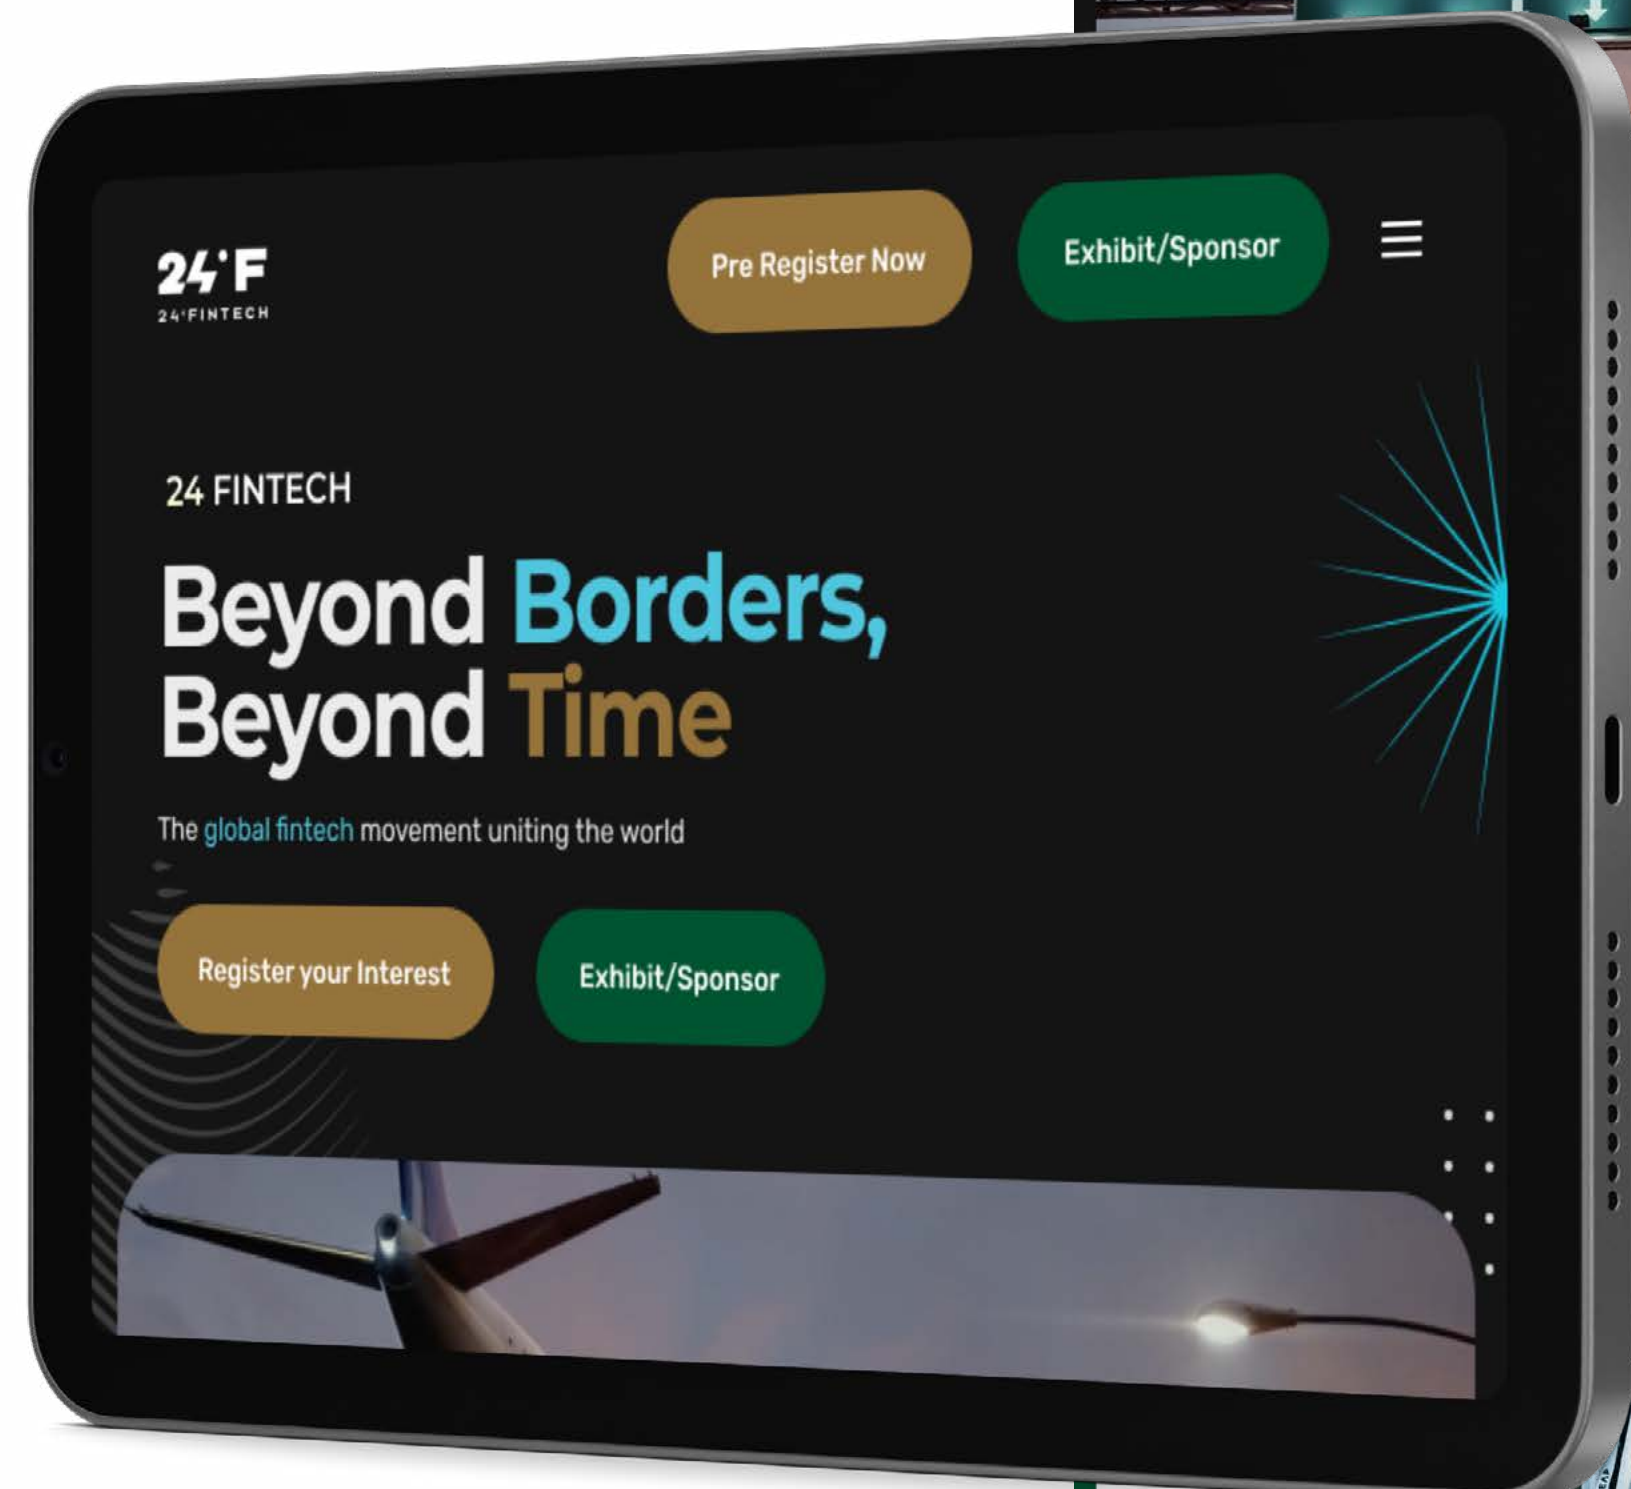 24°F
24°FINTECH
Pre Register Now
Exhibit/Sponsor
24 FINTECH
Beyond Borders,
Beyond Time
The global fintech movement uniting the world
Register your Interest
Exhibit/Sponsor